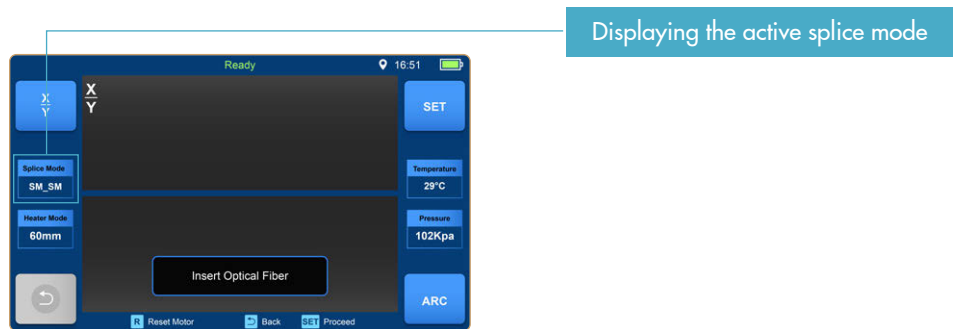 Displaying the active splice mode
Ready
16:51
X
Y
X
Y
SET
Splice Mode
SM_SM
Temperature
29°C
Heater Mode
60mm
Pressure
102Kpa
Insert Optical Fiber
ARC
R Reset Motor
Back
SET Proceed